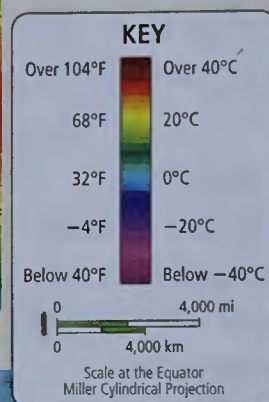 KEY
Over 104°F Over 40°C
68°F 20°C
32°F 0°C
−4°F −20°C
Below 40°F Below −40°C
0 4,000 mi
0 4,000 km
Scale at the Equator
Miller Cylindrical Projection